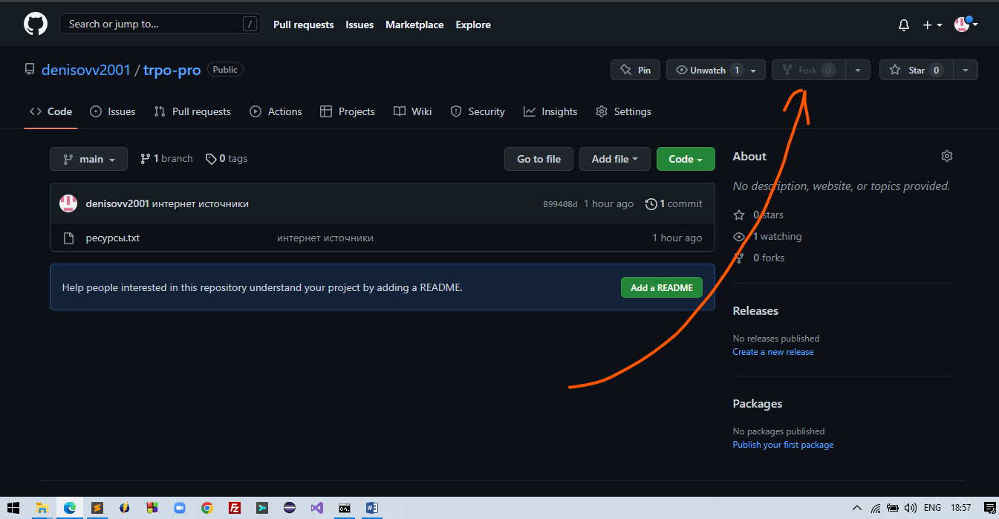 Search or jump to... /
Pull requests Issues Marketplace Explore
denisovv2001 / trpo-pro Public
Pin Unwatch 1 Fork 0 Star 0
Code Issues Pull requests Actions Projects Wiki Security Insights Settings
main 1 branch 0 tags Go to file Add file Code
About
No description, website, or topics provided.
denisovv2001 интернет источники 899408d 1 hour ago 1 commit
0 stars
ресурсы.txt интернет источники 1 hour ago
1 watching
0 forks
Help people interested in this repository understand your project by adding a README. Add a README
Releases
No releases published
Create a new release
Packages
No packages published
Publish your first package
ENG 18:57